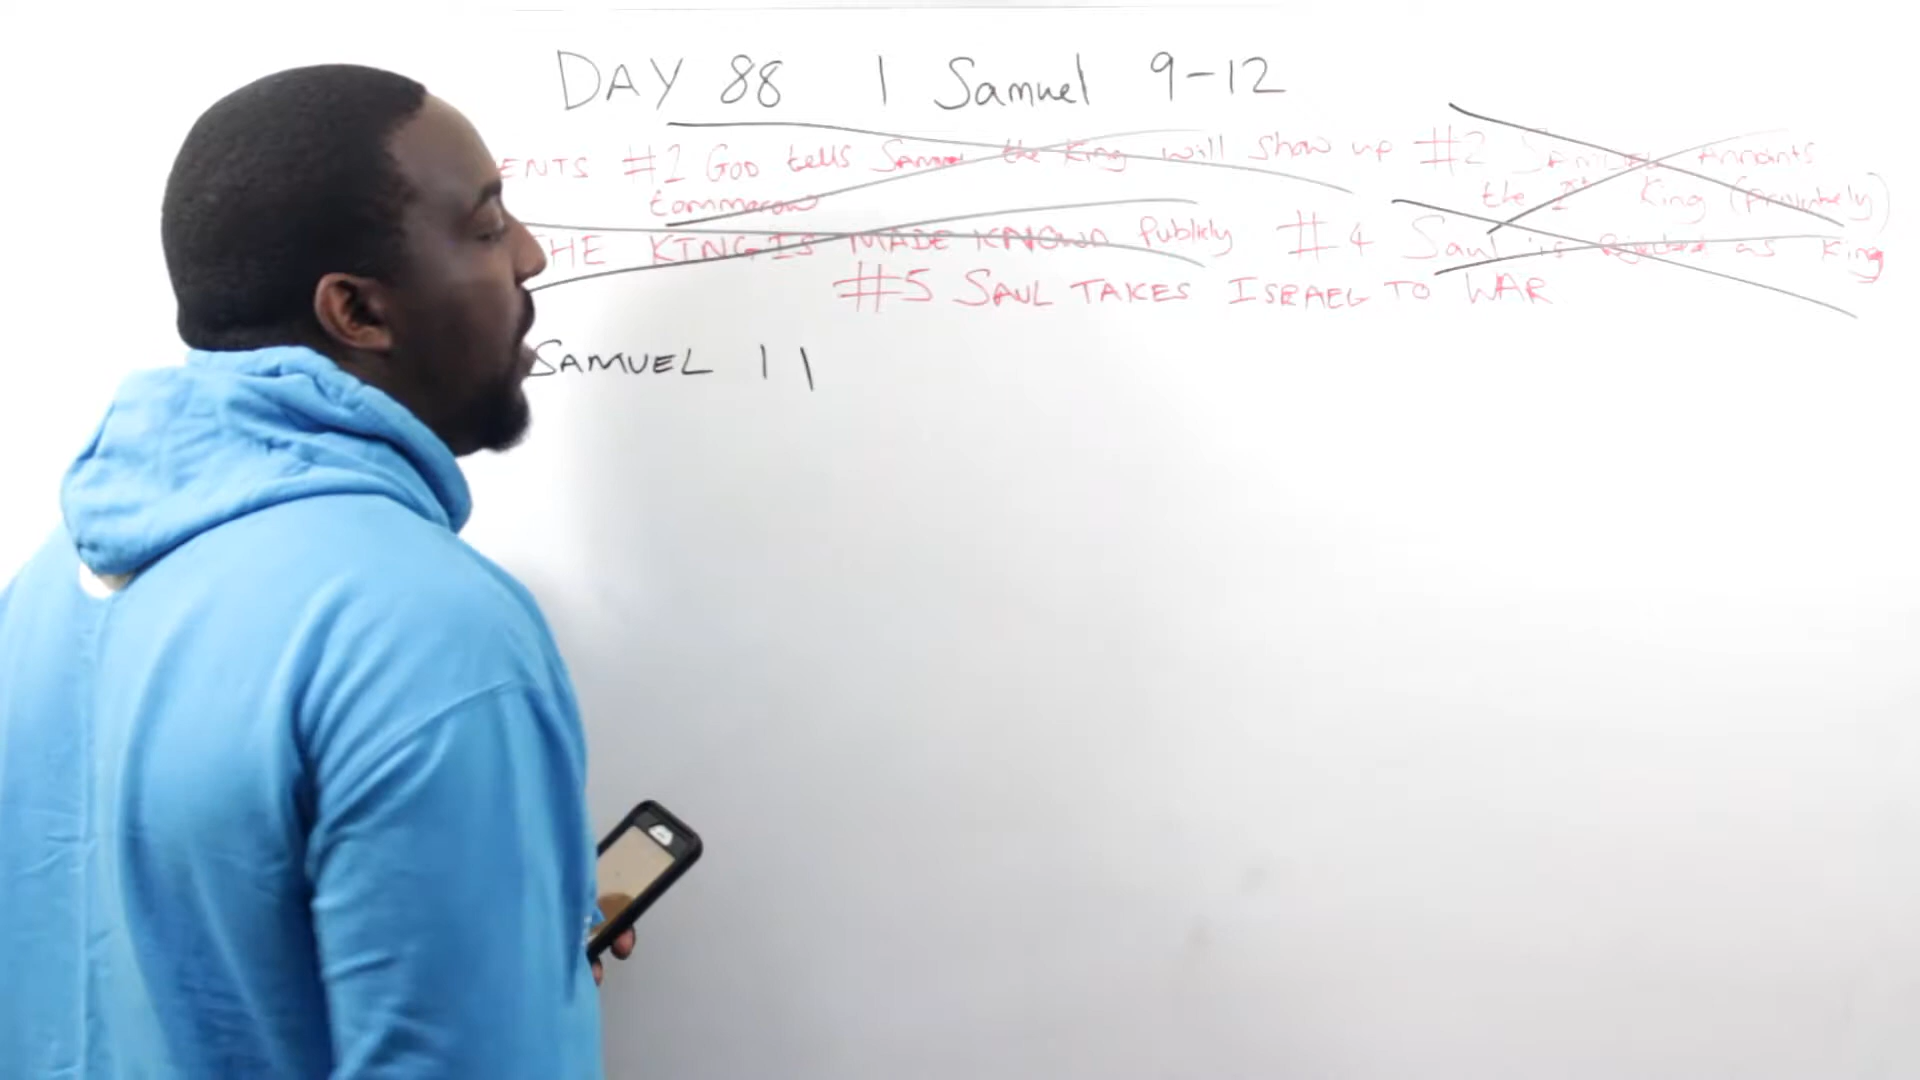 DAY 88 1 Samuel 9-12
ENTS #1 GOD tells Samuel the King will show up #2 SAMUEL Annoints
tommorow the 1st King (privately)
THE KING IS MADE KNOWN Publicly #4 Saul is Rejected as King
#5 SAUL TAKES ISRAEL TO WAR
SAMUEL 11